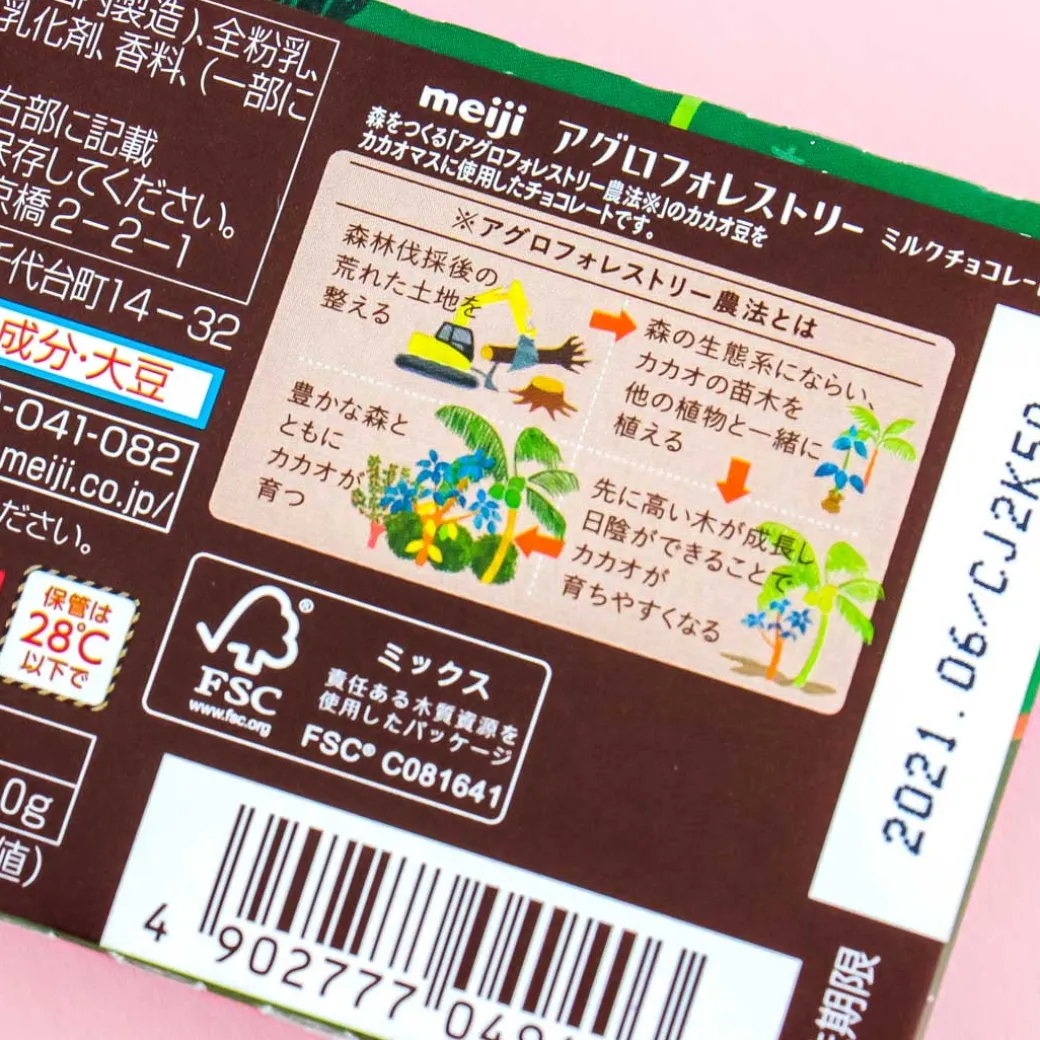 内製造)、全粉乳、
乳化剤、香料、(一部に
右部に記載
保存してください。
京橋2-2-1
千代台町14-32
成分・大豆
-041-082
meiji.co.jp/
ださい。
保管は
28℃
以下で
0g
値)
meiji アグロフォレストリー ミルクチョコレー
森をつくる「アグロフォレストリー農法※」のカカオ豆を
カカオマスに使用したチョコレートです。
※アグロフォレストリー農法とは
森林伐採後の
荒れた土地を
整える
森の生態系にならい、
カカオの苗木を
他の植物と一緒に
植える
先に高い木が成長し
日陰ができることで
カカオが
育ちやすくなる
豊かな森と
ともに
カカオが
育つ
FSC
®
www.fsc.org
ミックス
責任ある木質資源を
使用したパッケージ
FSC® C081641
4 902777 049
2021.06/CJ2K50
期限